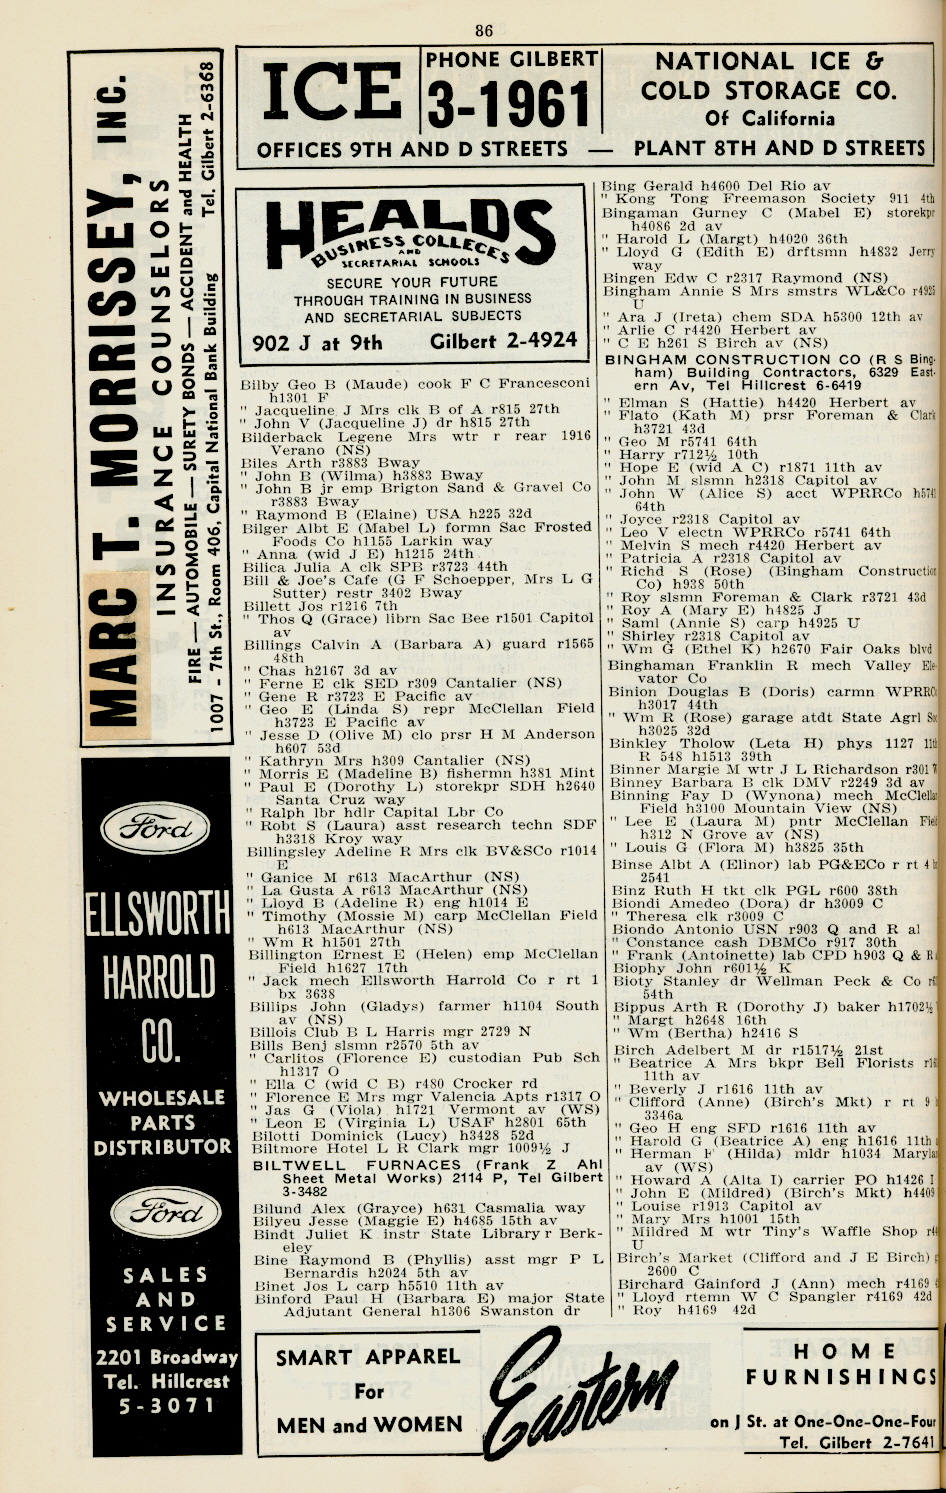 86
MARC T. MORRISSEY, INC.
INSURANCE COUNSELORS
FIRE — AUTOMOBILE — SURETY BONDS — ACCIDENT and HEALTH
1007 - 7th St., Room 406, Capital National Bank Building Tel. Gilbert 2-6368
Ford
ELLSWORTH
HARROLD
CO.
WHOLESALE
PARTS
DISTRIBUTOR
Ford
SALES
AND
SERVICE
2201 Broadway
Tel. Hillcrest
5-3071
ICE
PHONE GILBERT
3-1961
NATIONAL ICE &
COLD STORAGE CO.
Of California
OFFICES 9TH AND D STREETS — PLANT 8TH AND D STREETS
HEALDS
BUSINESS COLLEGES
AND
SECRETARIAL SCHOOLS
SECURE YOUR FUTURE
THROUGH TRAINING IN BUSINESS
AND SECRETARIAL SUBJECTS
902 J at 9th Gilbert 2-4924
Bilby Geo B (Maude) cook F C Francesconi
h1301 F
" Jacqueline J Mrs clk B of A r815 27th
" John V (Jacqueline J) dr h815 27th
Bilderback Legene Mrs wtr r rear 1916
Verano (NS)
Biles Arth r3883 Bway
" John B (Wilma) h3883 Bway
" John B jr emp Brigton Sand & Gravel Co
r3883 Bway
" Raymond B (Elaine) USA h225 32d
Bilger Albt E (Mabel L) formn Sac Frosted
Foods Co h1155 Larkin way
" Anna (wid J E) h1215 24th
Bilica Julia A clk SPB r3723 44th
Bill & Joe's Cafe (G F Schoepper, Mrs L G
Sutter) restr 3402 Bway
Billett Jos r1216 7th
" Thos Q (Grace) librn Sac Bee r1501 Capitol
av
Billings Calvin A (Barbara A) guard r1565
48th
" Chas h2167 3d av
" Ferne E clk SED r309 Cantalier (NS)
" Gene R r3723 E Pacific av
" Geo E (Linda S) repr McClellan Field
h3723 E Pacific av
" Jesse D (Olive M) clo prsr H M Anderson
h607 53d
" Kathryn Mrs h309 Cantalier (NS)
" Morris E (Madeline B) fishermn h381 Mint
" Paul E (Dorothy L) storekpr SDH h2640
Santa Cruz way
" Ralph lbr hdlr Capital Lbr Co
" Robt S (Laura) asst research techn SDF
h3318 Kroy way
Billingsley Adeline R Mrs clk BV&SCo r1014
E
" Ganice M r613 MacArthur (NS)
" La Gusta A r613 MacArthur (NS)
" Lloyd B (Adeline R) eng h1014 E
" Timothy (Mossie M) carp McClellan Field
h613 MacArthur (NS)
" Wm R h1501 27th
Billington Ernest E (Helen) emp McClellan
Field h1627 17th
" Jack mech Ellsworth Harrold Co r rt 1
bx 3638
Billips John (Gladys) farmer h1104 South
av (NS)
Billois Club B L Harris mgr 2729 N
Bills Benj slsmn r2570 5th av
" Carlitos (Florence E) custodian Pub Sch
h1317 O
" Ella C (wid C B) r480 Crocker rd
" Florence E Mrs mgr Valencia Apts r1317 O
" Jas G (Viola) h1721 Vermont av (WS)
" Leon E (Virginia L) USAF h2801 65th
Bilotti Dominick (Lucy) h3428 52d
Biltmore Hotel L R Clark mgr 1009½ J
BILTWELL FURNACES (Frank Z Ahl
Sheet Metal Works) 2114 P, Tel Gilbert
3-3482
Bilund Alex (Grayce) h631 Casmalia way
Bilyeu Jesse (Maggie E) h4685 15th av
Bindt Juliet K instr State Library r Berk-
eley
Bine Raymond B (Phyllis) asst mgr P L
Bernardis h2024 5th av
Binet Jos L carp h5510 11th av
Binford Paul H (Barbara E) major State
Adjutant General h1306 Swanston dr
Bing Gerald h4600 Del Rio av
" Kong Tong Freemason Society 911 4th
Bingaman Gurney C (Mabel E) storekpr
h4086 2d av
" Harold L (Margt) h4020 36th
" Lloyd G (Edith E) drftsmn h4832 Jerry
way
Bingen Edw C r2317 Raymond (NS)
Bingham Annie S Mrs smstrs WL&Co r4925
U
" Ara J (Ireta) chem SDA h5300 12th av
" Arlie C r4420 Herbert av
" C E h261 S Birch av (NS)
BINGHAM CONSTRUCTION CO (R S Bing-
ham) Building Contractors, 6329 East-
ern Av, Tel Hillcrest 6-6419
" Elman S (Hattie) h4420 Herbert av
" Flato (Kath M) prsr Foreman & Clark
h3721 43d
" Geo M r5741 64th
" Harry r712½ 10th
" Hope E (wid A C) r1871 11th av
" John M slsmn h2318 Capitol av
" John W (Alice S) acct WPRRCo h5741
64th
" Joyce r2318 Capitol av
" Leo V electn WPRRCo r5741 64th
" Melvin S mech r4420 Herbert av
" Patricia A r2318 Capitol av
" Richd S (Rose) (Bingham Construction
Co) h938 50th
" Roy slsmn Foreman & Clark r3721 43d
" Roy A (Mary E) h4825 J
" Saml (Annie S) carp h4925 U
" Shirley r2318 Capitol av
" Wm G (Ethel K) h2670 Fair Oaks blvd
Binghaman Franklin R mech Valley Ele-
vator Co
Binion Douglas B (Doris) carmn WPRRCo
h3017 44th
" Wm R (Rose) garage atdt State Agrl Soc
h3025 32d
Binkley Tholow (Leta H) phys 1127 11th
R 548 h1513 39th
Binner Margie M wtr J L Richardson r301
Binney Barbara B clk DMV r2249 3d av
Binning Fay D (Wynona) mech McClellan
Field h3100 Mountain View (NS)
" Lee E (Laura M) pntr McClellan Field
h312 N Grove av (NS)
" Louis G (Flora M) h3825 35th
Binse Albt A (Elinor) lab PG&ECo r rt 4
2541
Binz Ruth H tkt clk PGL r600 38th
Biondi Amedeo (Dora) dr h3009 C
" Theresa clk r3009 C
Biondo Antonio USN r903 Q and R al
" Constance cash DBMCo r917 30th
" Frank (Antoinette) lab CPD h903 Q & R
Biophy John r601½ K
Bioty Stanley dr Wellman Peck & Co
54th
Bippus Arth R (Dorothy J) baker h1702½
" Margt h2648 16th
" Wm (Bertha) h2416 S
Birch Adelbert M dr r1517½ 21st
" Beatrice A Mrs bkpr Bell Florists
11th av
" Beverly J r1616 11th av
" Clifford (Anne) (Birch's Mkt) r rt 9
3346a
" Geo H eng SFD r1616 11th av
" Harold G (Beatrice A) eng h1616 11th
" Herman F (Hilda) mldr h1034
av (WS)
" Howard A (Alta I) carrier PO h1426
" John E (Mildred) (Birch's Mkt) h4409
" Louise r1913 Capitol av
" Mary Mrs h1001 15th
" Mildred M wtr Tiny's Waffle Shop
U
Birch's Market (Clifford and J E Birch)
2600 C
Birchard Gainford J (Ann) mech r4169
" Lloyd rtemn W C Spangler r4169 42d
" Roy h4169 42d
SMART APPAREL
For
MEN and WOMEN
Eastern
HOME
FURNISHINGS
on J St. at One-One-One-Four
Tel. Gilbert 2-7641